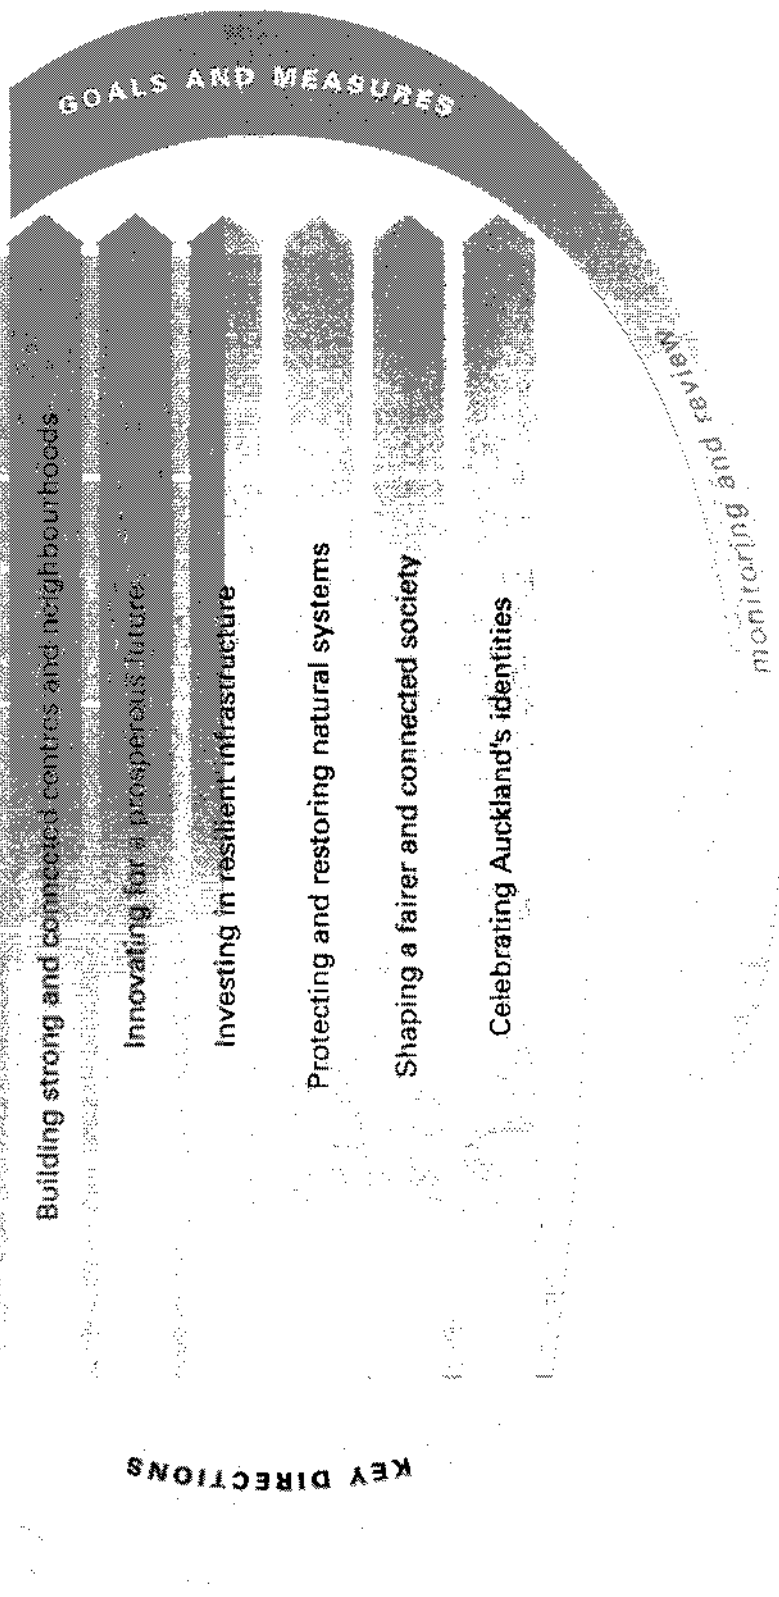 GOALS AND MEASURES
monitoring and review
Building strong and connected centres and neighbourhoods
Innovating for a prosperous future
Investing in resilient infrastructure
Protecting and restoring natural systems
Shaping a fairer and connected society
Celebrating Auckland's identities
KEY DIRECTIONS